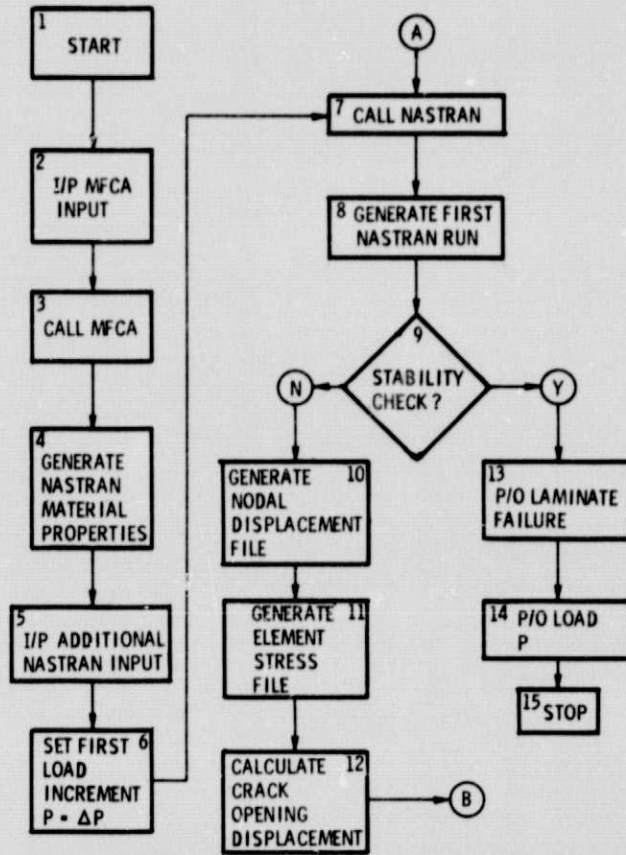 1
START
2
I/P MFCA
INPUT
3
CALL MFCA
4
GENERATE
NASTRAN
MATERIAL
PROPERTIES
5
I/P ADDITIONAL
NASTRAN INPUT
6
SET FIRST
LOAD
INCREMENT
P = ΔP
A
7
CALL NASTRAN
8
GENERATE FIRST
NASTRAN RUN
9
STABILITY
CHECK?
N
Y
10
GENERATE
NODAL
DISPLACEMENT
FILE
11
GENERATE
ELEMENT
STRESS
FILE
12
CALCULATE
CRACK
OPENING
DISPLACEMENT
B
13
P/O LAMINATE
FAILURE
14
P/O LOAD
P
15
STOP